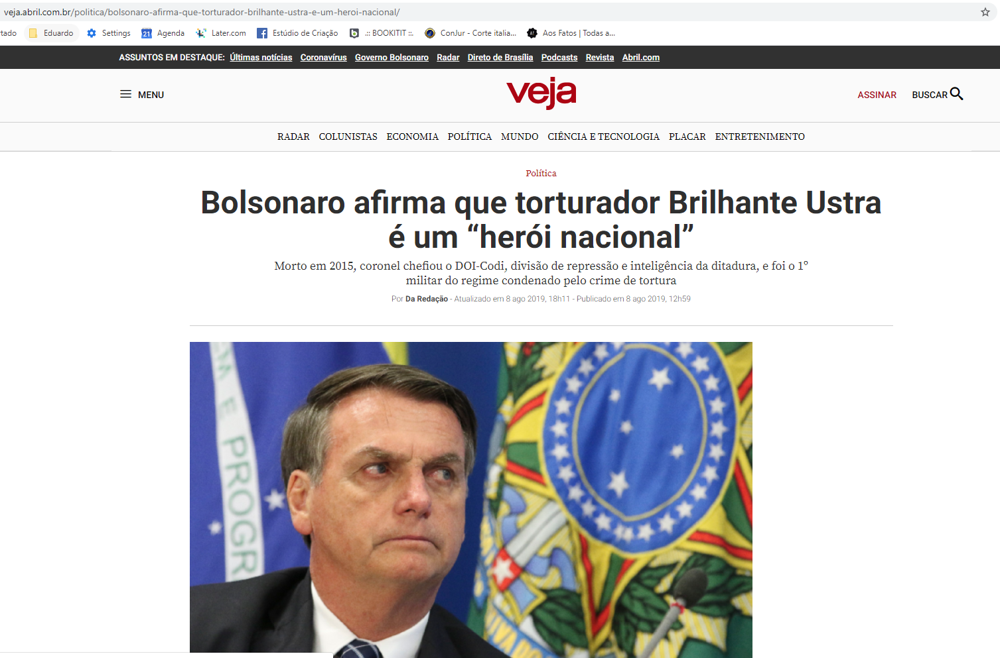 veja.abril.com.br/politica/bolsonaro-afirma-que-torturador-brilhante-ustra-e-um-heroi-nacional/
rtado Eduardo Settings 21 Agenda Later.com Estúdio de Criação .:: BOOKITIT ::. ConJur - Corte italia... Aos Fatos | Todas a...
ASSUNTOS EM DESTAQUE: Últimas notícias Coronavírus Governo Bolsonaro Radar Direto de Brasília Podcasts Revista Abril.com
MENU
veja
ASSINAR BUSCAR
RADAR COLUNISTAS ECONOMIA POLÍTICA MUNDO CIÊNCIA E TECNOLOGIA PLACAR ENTRETENIMENTO
Política
Bolsonaro afirma que torturador Brilhante Ustra
é um “herói nacional”
Morto em 2015, coronel chefiou o DOI-Codi, divisão de repressão e inteligência da ditadura, e foi o 1º
militar do regime condenado pelo crime de tortura
Por Da Redação - Atualizado em 8 ago 2019, 18h11 - Publicado em 8 ago 2019, 12h59
M E PROGR